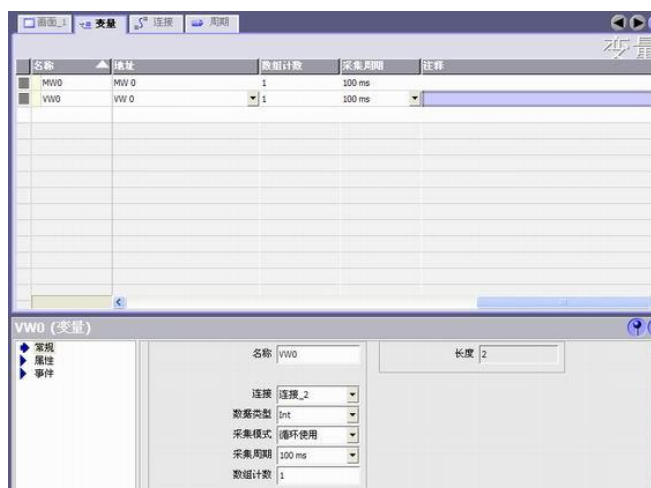 画面_1 变量 连接 周期
变量
名称 地址 数组计数 采集周期 注释
MW0 MW 0 1 100 ms
VW0 VW 0 1 100 ms
VW0 (变量)
常规
属性
事件
名称 VW0 长度 2
连接 连接_2
数据类型 Int
采集模式 循环使用
采集周期 100 ms
数组计数 1